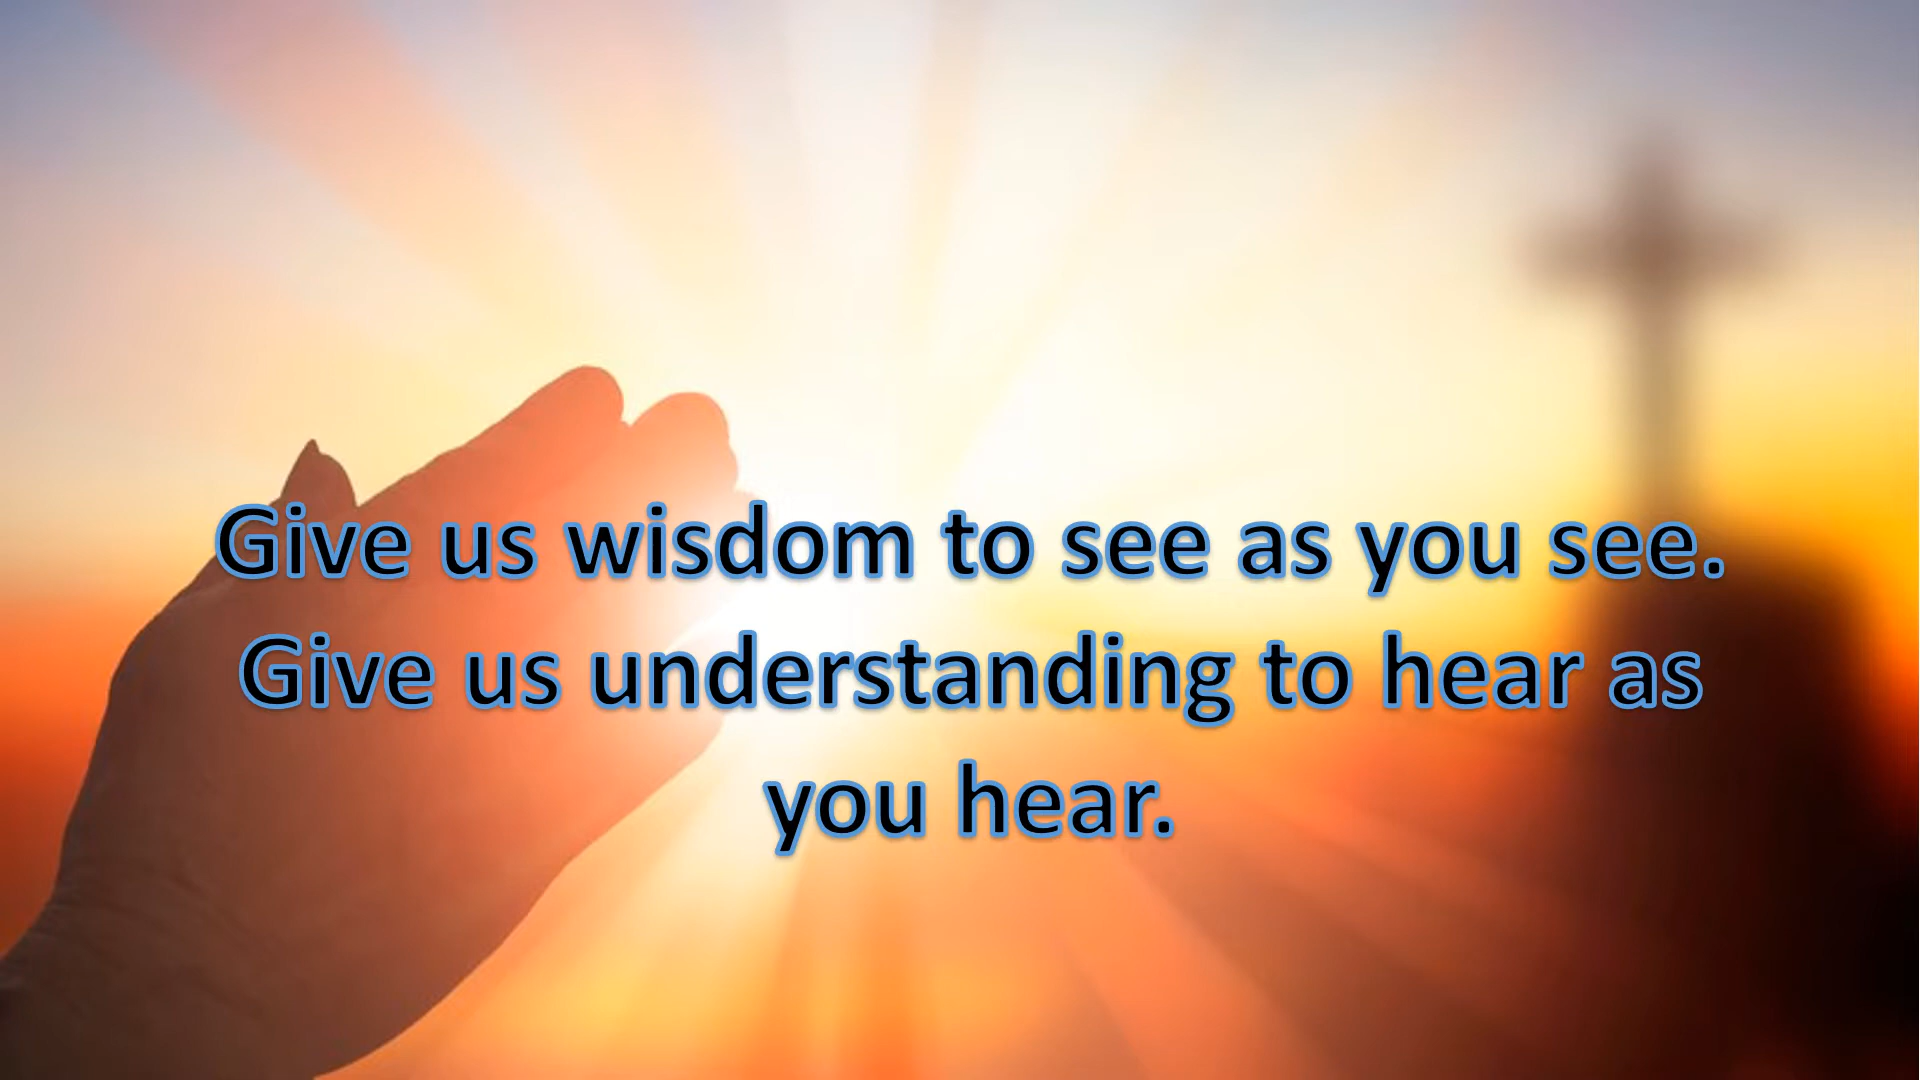 Give us wisdom to see as you see.
Give us understanding to hear as
you hear.